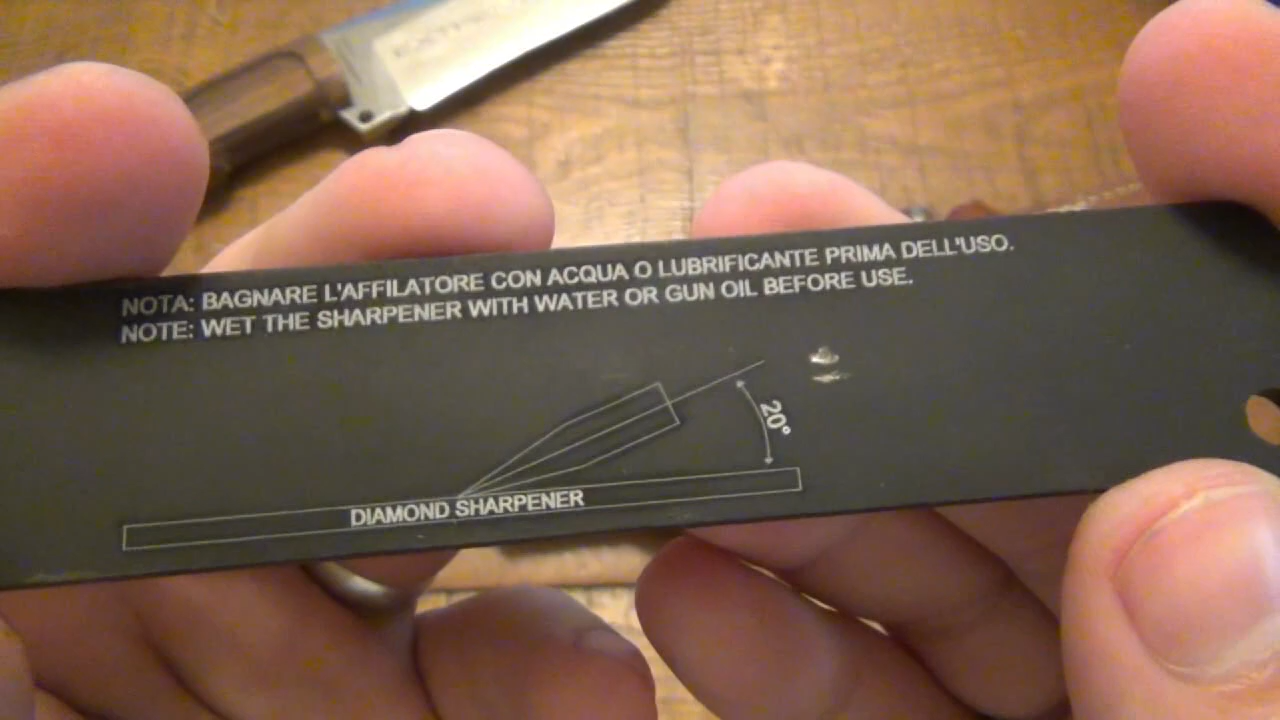 NOTA: BAGNARE L'AFFILATORE CON ACQUA O LUBRIFICANTE PRIMA DELL'USO.
NOTE: WET THE SHARPENER WITH WATER OR GUN OIL BEFORE USE.
20°
DIAMOND SHARPENER